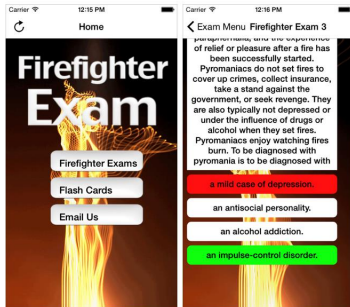 Carrier 12:15 PM
Home
Firefighter
Exam
Firefighter Exams
Flash Cards
Email Us
Carrier 12:16 PM
Exam Menu Firefighter Exam 3
paraphernalia, and the experience
of relief or pleasure after a fire has
been successfully started.
Pyromaniacs do not set fires to
cover up crimes, collect insurance,
take a stand against the
government, or seek revenge. They
are also typically not depressed or
under the influence of drugs or
alcohol when they set fires.
Pyromaniacs enjoy watching fires
burn. To be diagnosed with
pyromania is to be diagnosed with
a mild case of depression.
an antisocial personality.
an alcohol addiction.
an impulse-control disorder.